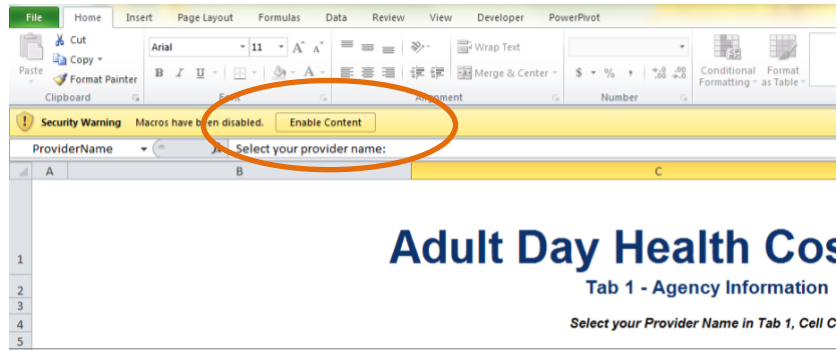 File Home Insert Page Layout Formulas Data Review View Developer PowerPivot
Cut
Copy
Format Painter
Paste
Clipboard
Arial 11 A A
B I U A
Wrap Text
Merge & Center
Alignment
$ % , .00 .0
Number
Conditional Formatting
Format as Table
Security Warning Macros have been disabled. Enable Content
ProviderName Select your provider name:
A B C
1 Adult Day Health Cos
2 Tab 1 - Agency Information
3
4 Select your Provider Name in Tab 1, Cell C
5